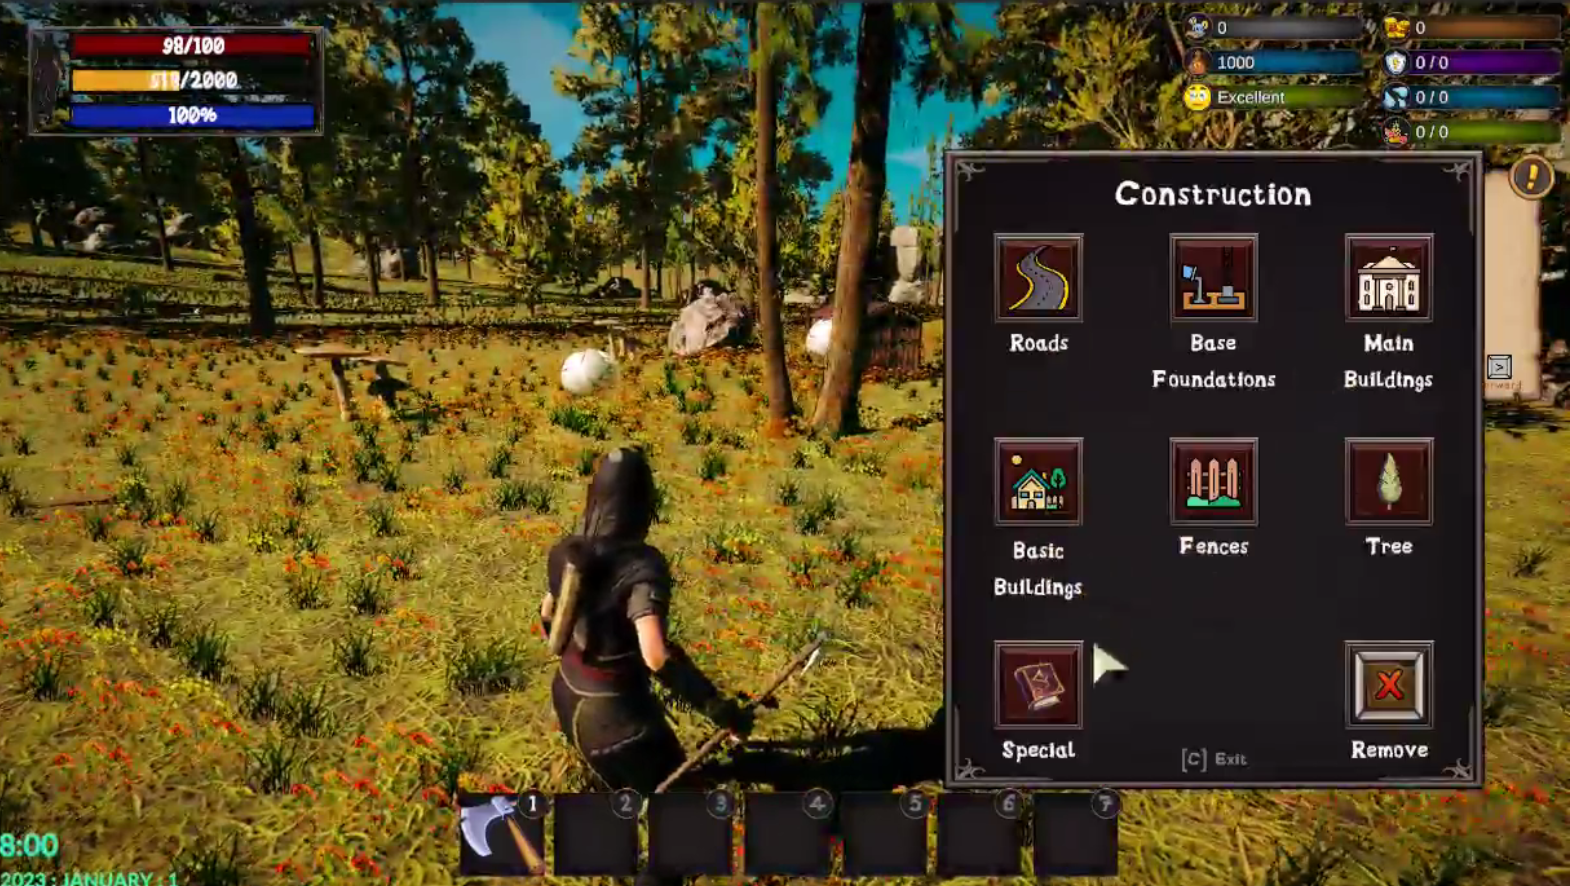 98/100
/2000
100%
0
1000
Excellent
0
0 / 0
0 / 0
0 / 0
Construction
Roads
Base
Foundations
Main
Buildings
Basic
Buildings
Fences
Tree
Special
[C] Exit
Remove
1
2
3
4
5
6
7
8:00
2023 : JANUARY : 1